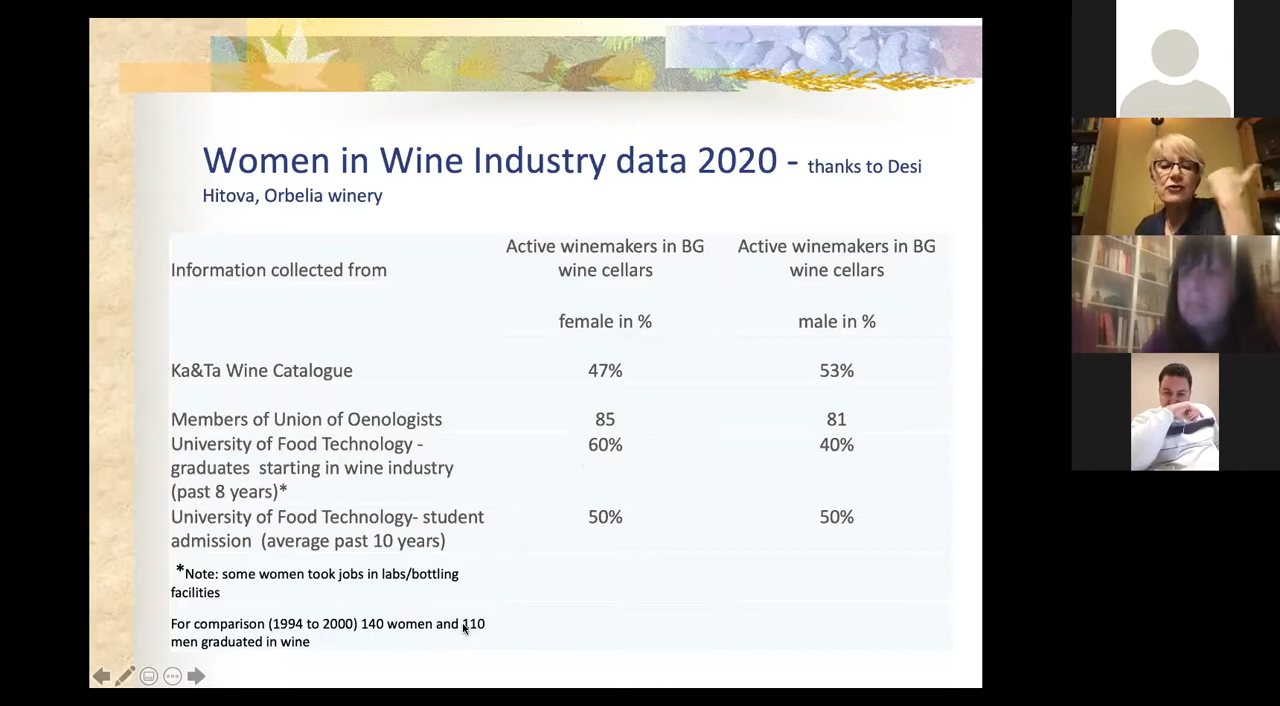 Women in Wine Industry data 2020 - thanks to Desi
Hitova, Orbelia winery
Information collected from
Active winemakers in BG
wine cellars
female in %
Active winemakers in BG
wine cellars
male in %
Ka&Ta Wine Catalogue 47% 53%
Members of Union of Oenologists 85 81
University of Food Technology - 60% 40%
graduates starting in wine industry
(past 8 years)*
University of Food Technology- student 50% 50%
admission (average past 10 years)
*Note: some women took jobs in labs/bottling
facilities
For comparison (1994 to 2000) 140 women and 110
men graduated in wine